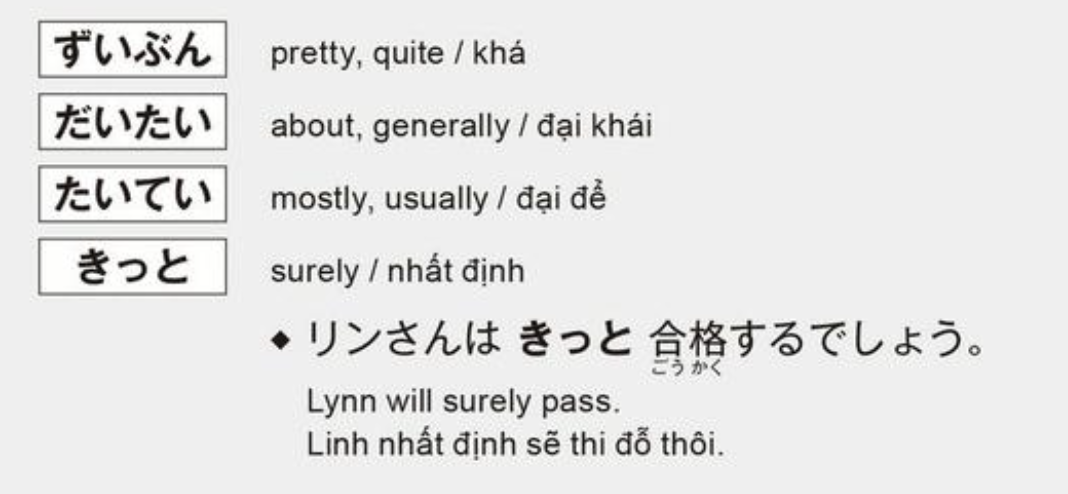 ずいぶん pretty, quite / khá
だいたい about, generally / đại khái
たいてい mostly, usually / đại để
きっと surely / nhất định
◆ リンさんは きっと 合格するでしょう。
ごう かく
Lynn will surely pass.
Linh nhất định sẽ thi đỗ thôi.